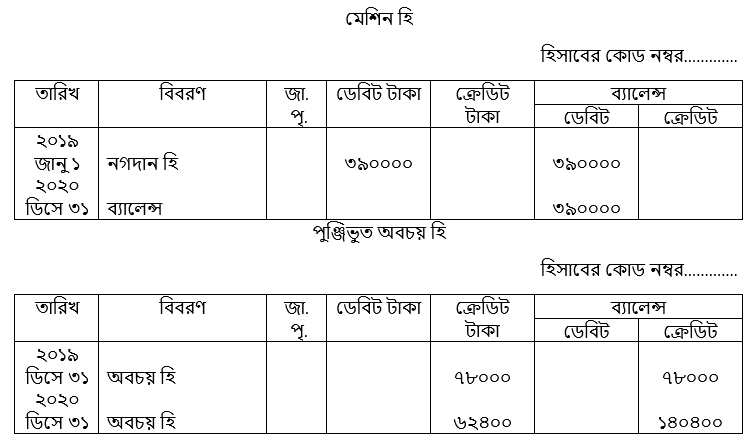 মেশিন হি
হিসাবের কোড নম্বর.............
তারিখ বিবরণ জা. পৃ. ডেবিট টাকা ক্রেডিট টাকা ব্যালেন্স
ডেবিট ক্রেডিট
২০১৯
জানু ১ নগদান হি ৩৯০০০০ ৩৯০০০০
২০২০
ডিসে ৩১ ব্যালেন্স ৩৯০০০০
পুঞ্জিভুত অবচয় হি
হিসাবের কোড নম্বর.............
তারিখ বিবরণ জা. পৃ. ডেবিট টাকা ক্রেডিট টাকা ব্যালেন্স
ডেবিট ক্রেডিট
২০১৯
ডিসে ৩১ অবচয় হি ৭৮০০০ ৭৮০০০
২০২০
ডিসে ৩১ অবচয় হি ৬২৪০০ ১৪০৪০০